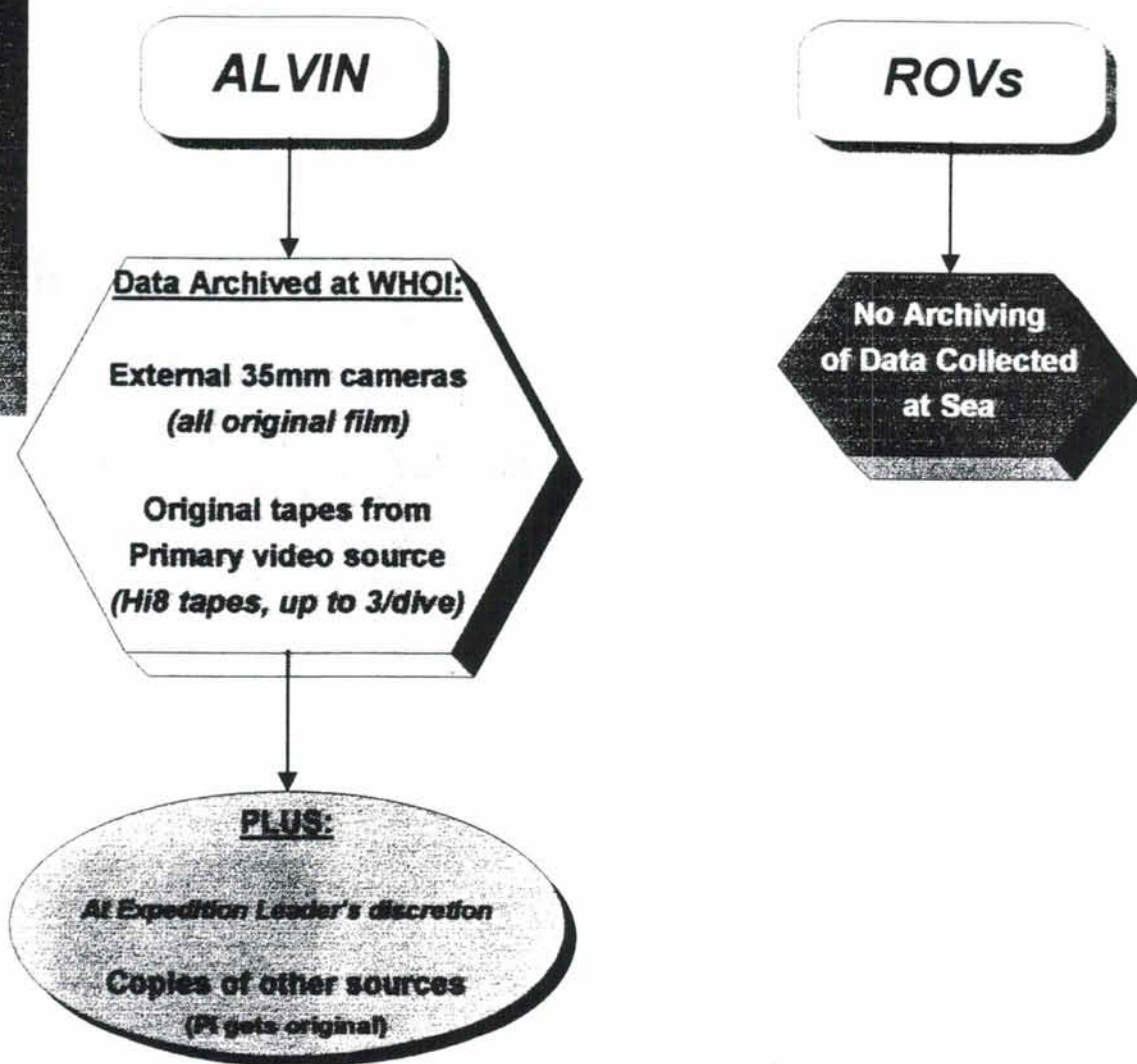 ALVIN
Data Archived at WHOI:
External 35mm cameras
(all original film)
Original tapes from
Primary video source
(Hi8 tapes, up to 3/dive)
PLUS:
At Expedition Leader's discretion
Copies of other sources
(PI gets original)
ROVs
No Archiving
of Data Collected
at Sea